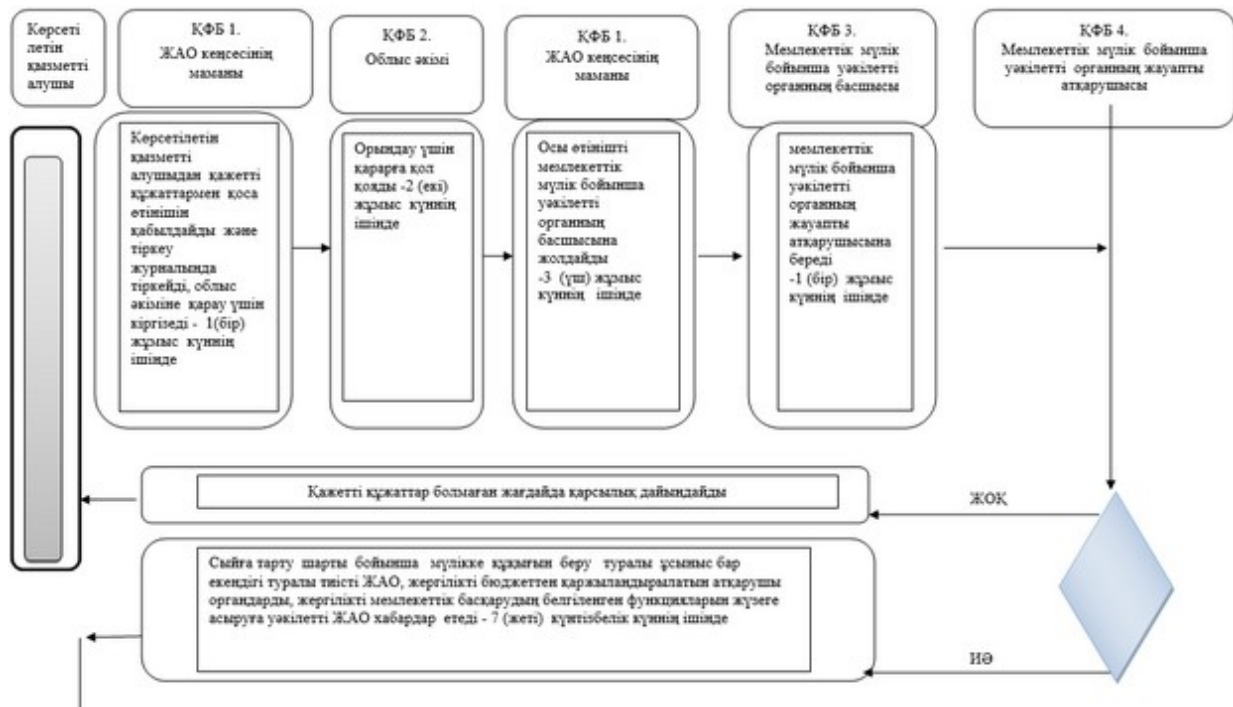 Көрсеті
летін
қызметті
алушы
ҚФБ 1.
ЖАО кеңсесінің
маманы
ҚФБ 2.
Облыс әкімі
ҚФБ 1.
ЖАО кеңсесінің
маманы
ҚФБ 3.
Мемлекеттік мүлік
бойынша уәкілетті
органның басшысы
ҚФБ 4.
Мемлекеттік мүлік бойынша
уәкілетті органның жауапты
атқарушысы
Көрсетілетін
қызметті
алушыдан қажетті
құжаттармен қоса
өтінішін
қабылдайды және
тіркеу
журналында
тіркейді, облыс
әкіміне қарау үшін
кіргізеді - 1(бір)
жұмыс күннің
ішінде
Орындау үшін
қарарға қол
қояды -2 (екі)
жұмыс күннің
ішінде
Осы өтінішті
мемлекеттік
мүлік бойынша
уәкілетті
органның
басшысына
жолдайды
-3 (үш) жұмыс
күннің ішінде
мемлекеттік
мүлік бойынша
уәкілетті
органның
жауапты
атқарушысына
береді
-1 (бір) жұмыс
күннің ішінде
Қажетті құжаттар болмаған жағдайда қарсылық дайындайды
ЖОҚ
Сыйға тарту шарты бойынша мүлікке құқығын беру туралы ұсыныс бар
екендігі туралы тиісті ЖАО, жергілікті бюджеттен қаржыландырылатын атқарушы
органдарды, жергілікті мемлекеттік басқарудың белгіленген функцияларын жүзеге
асыруға уәкілетті ЖАО хабардар етеді - 7 (жеті) күнтізбелік күннің ішінде
ИӘ